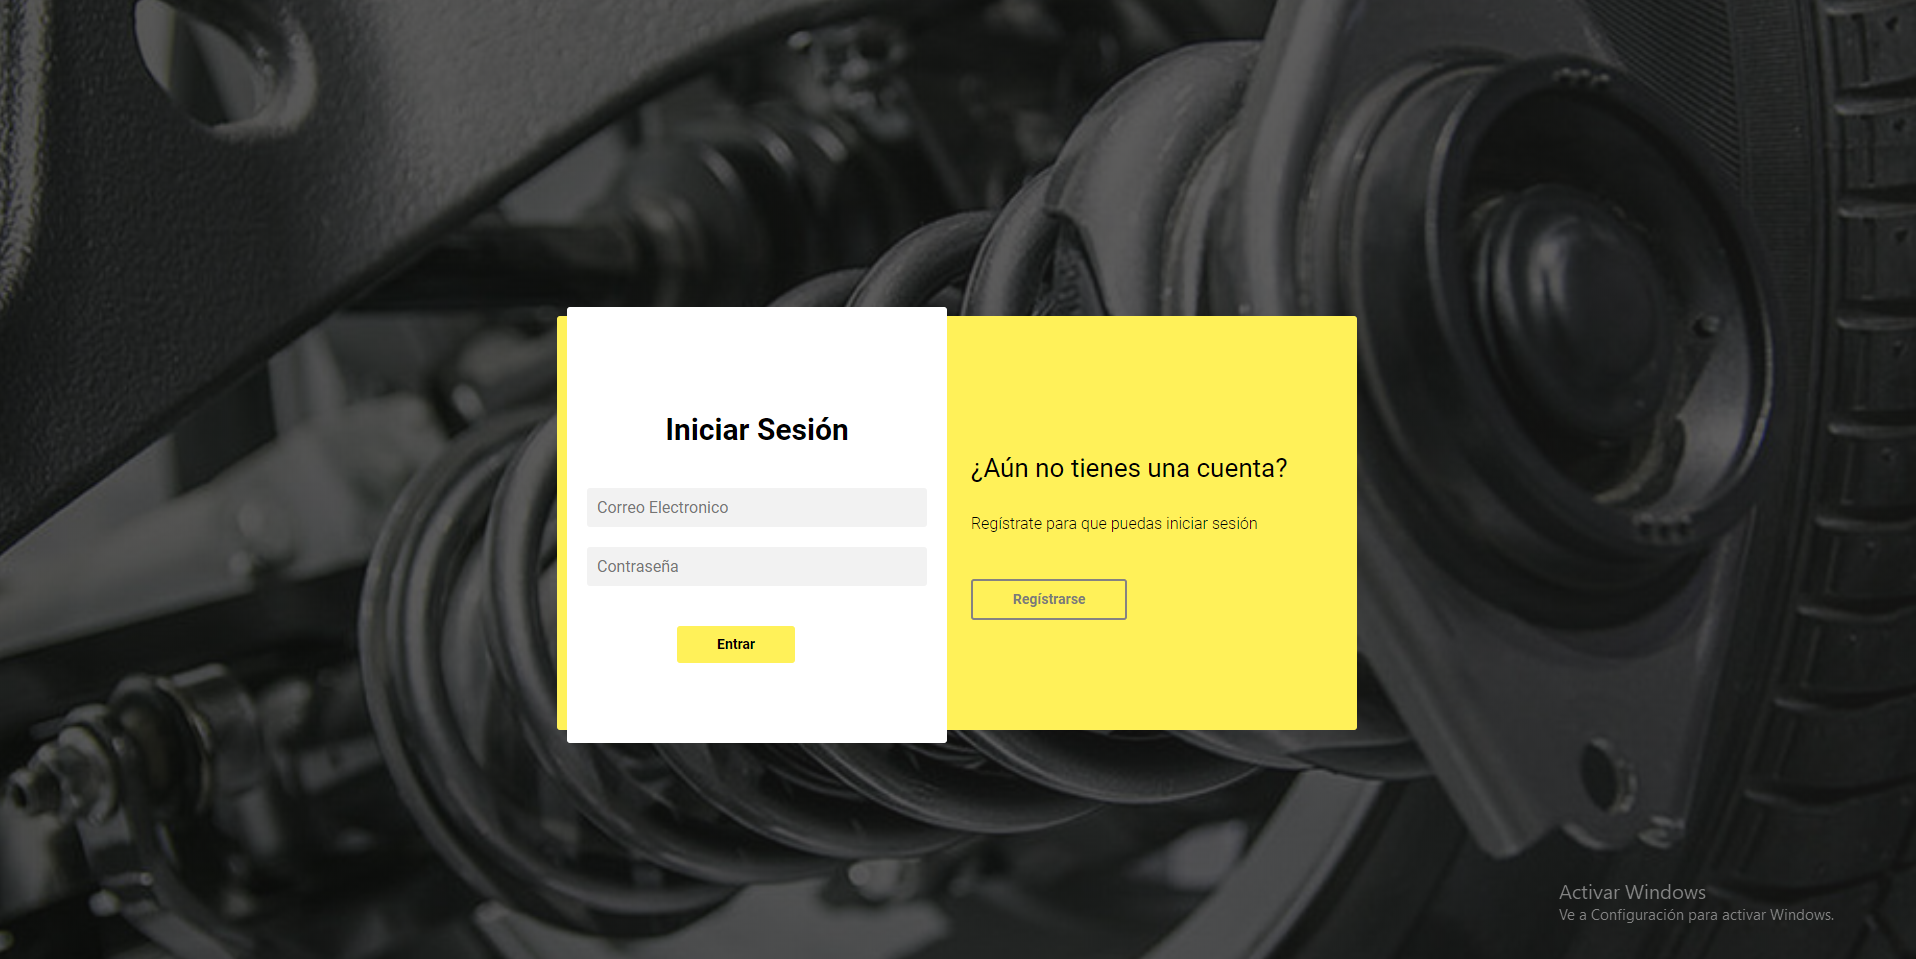 Iniciar Sesión
Correo Electronico
Contraseña
Entrar
¿Aún no tienes una cuenta?
Regístrate para que puedas iniciar sesión
Regístrarse
Activar Windows
Ve a Configuración para activar Windows.